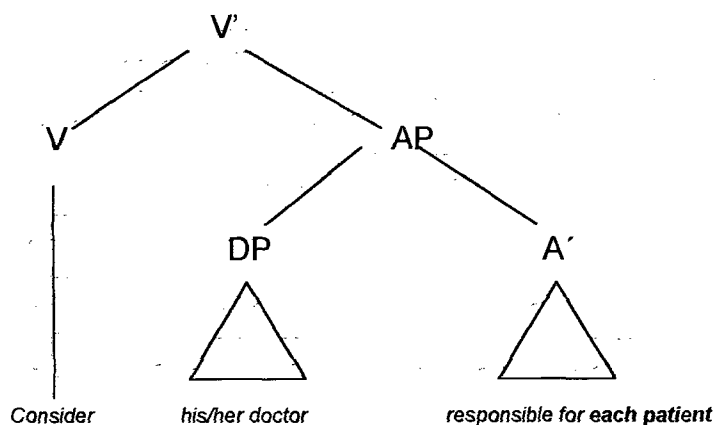 V'
V AP
DP A´
Consider his/her doctor responsible for each patient